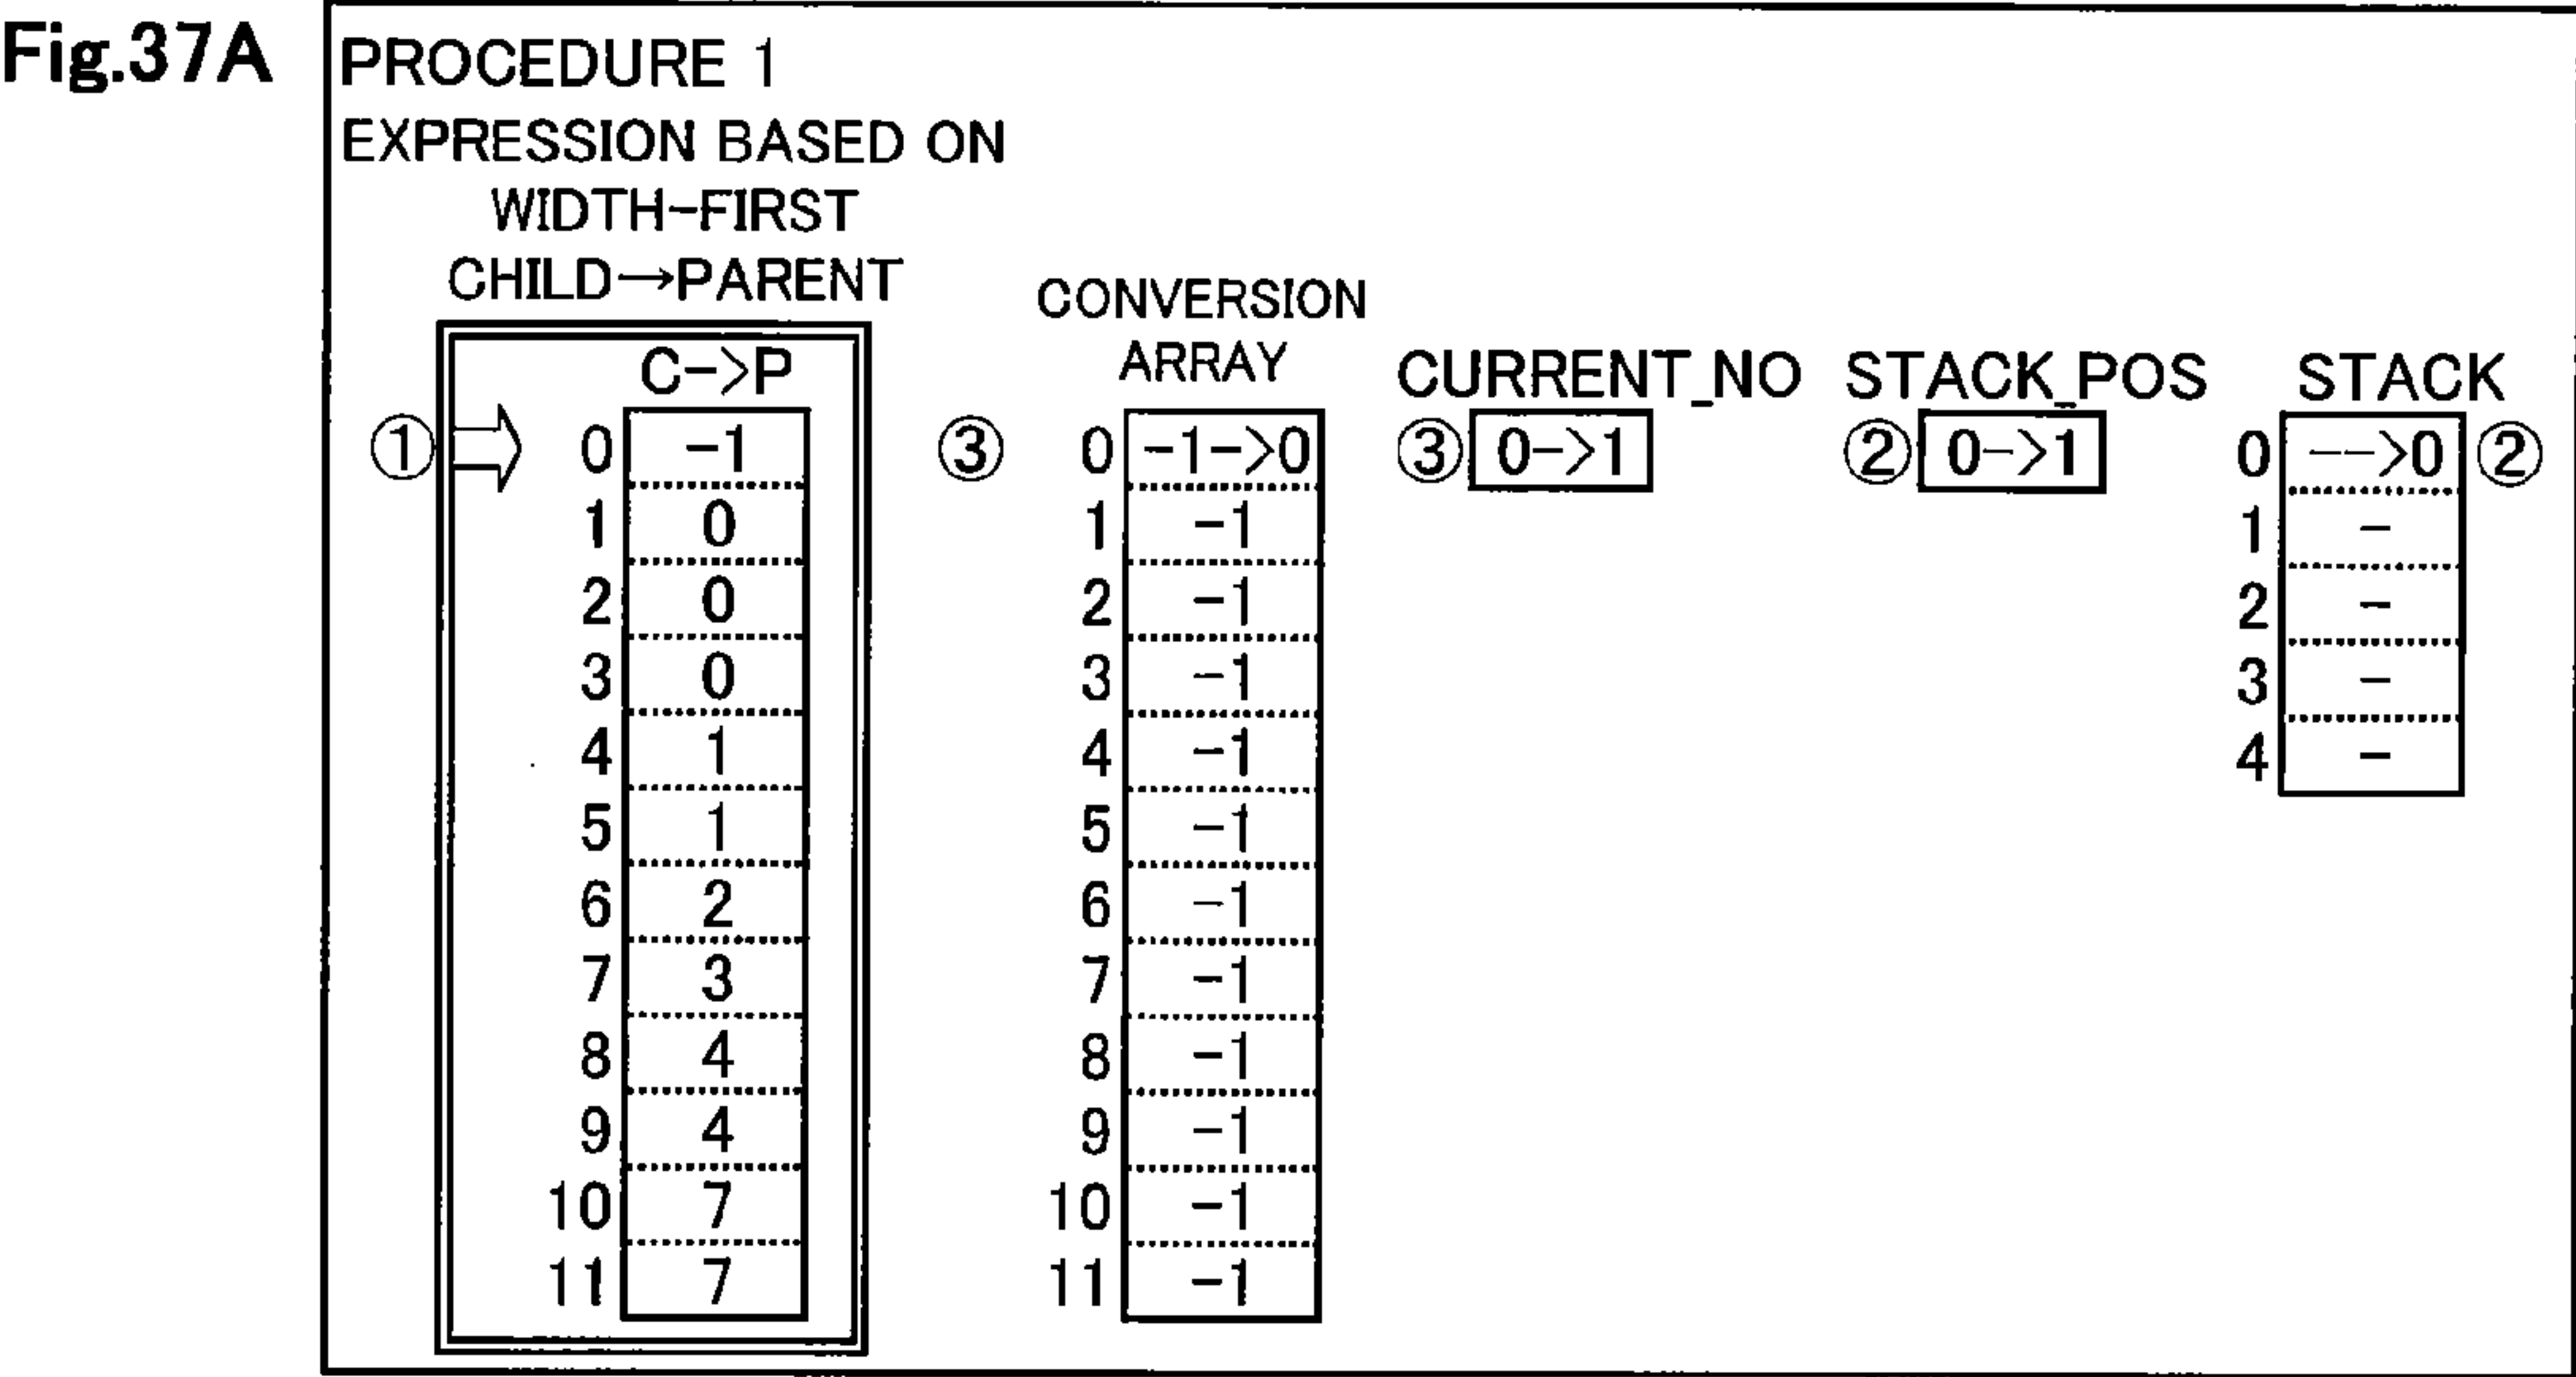 Fig.37A
PROCEDURE 1
EXPRESSION BASED ON
WIDTH-FIRST
CHILD→PARENT
CONVERSION
ARRAY
C->P
CURRENT_NO
STACK_POS
STACK
① 0 -1
1 0
2 0
3 0
4 1
5 1
6 2
7 3
8 4
9 4
10 7
11 7
③ 0 -1->0
1 -1
2 -1
3 -1
4 -1
5 -1
6 -1
7 -1
8 -1
9 -1
10 -1
11 -1
③ 0->1
② 0->1
0 -->0 ②
1 -
2 -
3 -
4 -